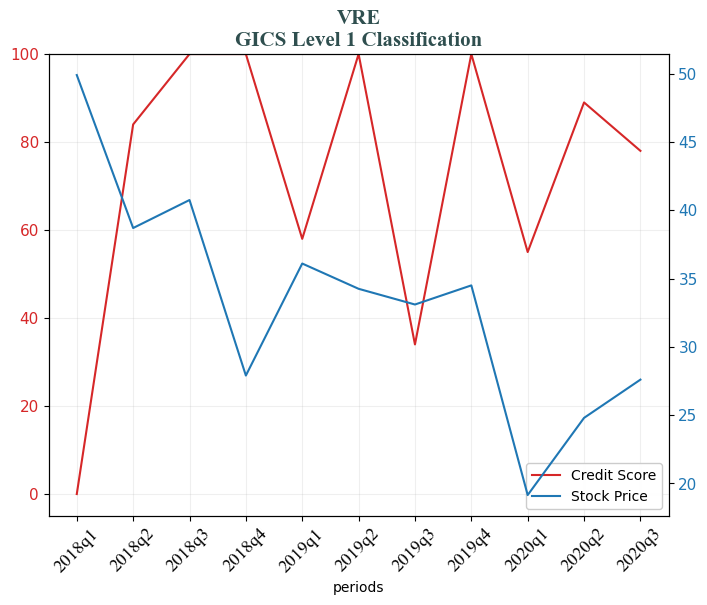 VRE
GICS Level 1 Classification
100
80
60
40
20
0
50
45
40
35
30
25
20
Credit Score
Stock Price
2018q1
2018q2
2018q3
2018q4
2019q1
2019q2
2019q3
2019q4
2020q1
2020q2
2020q3
periods